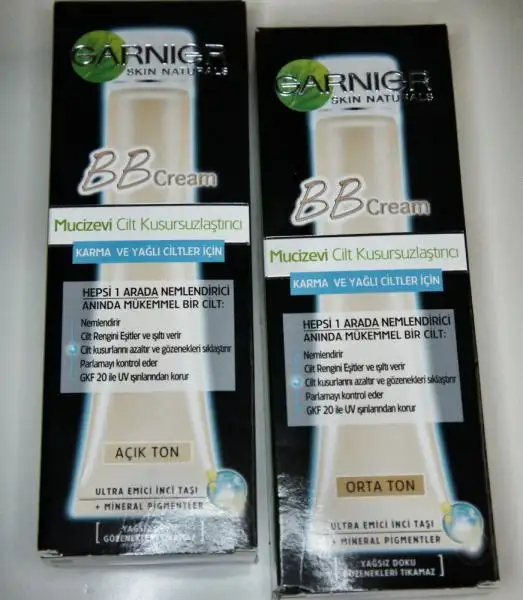 GARNIER
SKIN NATURALS
BB Cream
Mucizevi Cilt Kusursuzlaştırıcı
KARMA VE YAĞLI CİLTLER İÇİN
HEPSİ 1 ARADA NEMLENDİRİCİ
ANINDA MÜKEMMEL BİR CİLT:
Nemlendirir
Cilt Rengini Eşitler ve ışıltı verir
Cilt kusurlarını azaltır ve gözenekleri sıklaştırır
Parlamayı kontrol eder
GKF 20 ile UV ışınlarından korur
AÇIK TON
ULTRA EMİCİ İNCİ TAŞI
+ MİNERAL PİGMENTLER
YAĞSIZ DOKU
GÖZENEKLERİ TIKAMAZ
GARNIER
SKIN NATURALS
BB Cream
Mucizevi Cilt Kusursuzlaştırıcı
KARMA VE YAĞLI CİLTLER İÇİN
HEPSİ 1 ARADA NEMLENDİRİCİ
ANINDA MÜKEMMEL BİR CİLT:
Nemlendirir
Cilt Rengini Eşitler ve ışıltı verir
Cilt kusurlarını azaltır ve gözenekleri sıklaştırır
Parlamayı kontrol eder
GKF 20 ile UV ışınlarından korur
ORTA TON
ULTRA EMİCİ İNCİ TAŞI
+ MİNERAL PİGMENTLER
YAĞSIZ DOKU
GÖZENEKLERİ TIKAMAZ